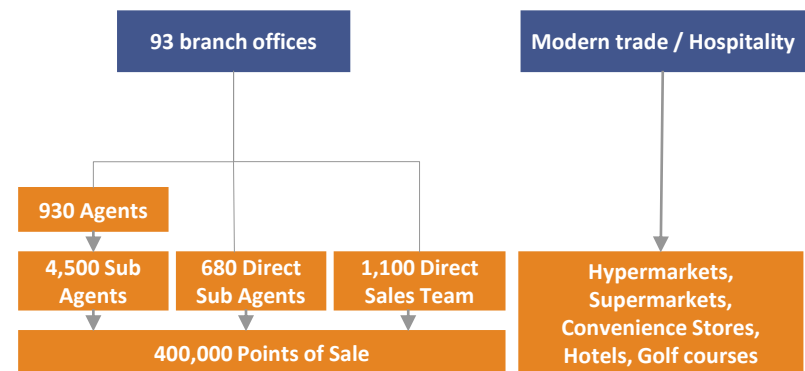 93 branch offices
Modern trade / Hospitality
930 Agents
4,500 Sub
Agents
680 Direct
Sub Agents
1,100 Direct
Sales Team
Hypermarkets,
Supermarkets,
Convenience Stores,
Hotels, Golf courses
400,000 Points of Sale